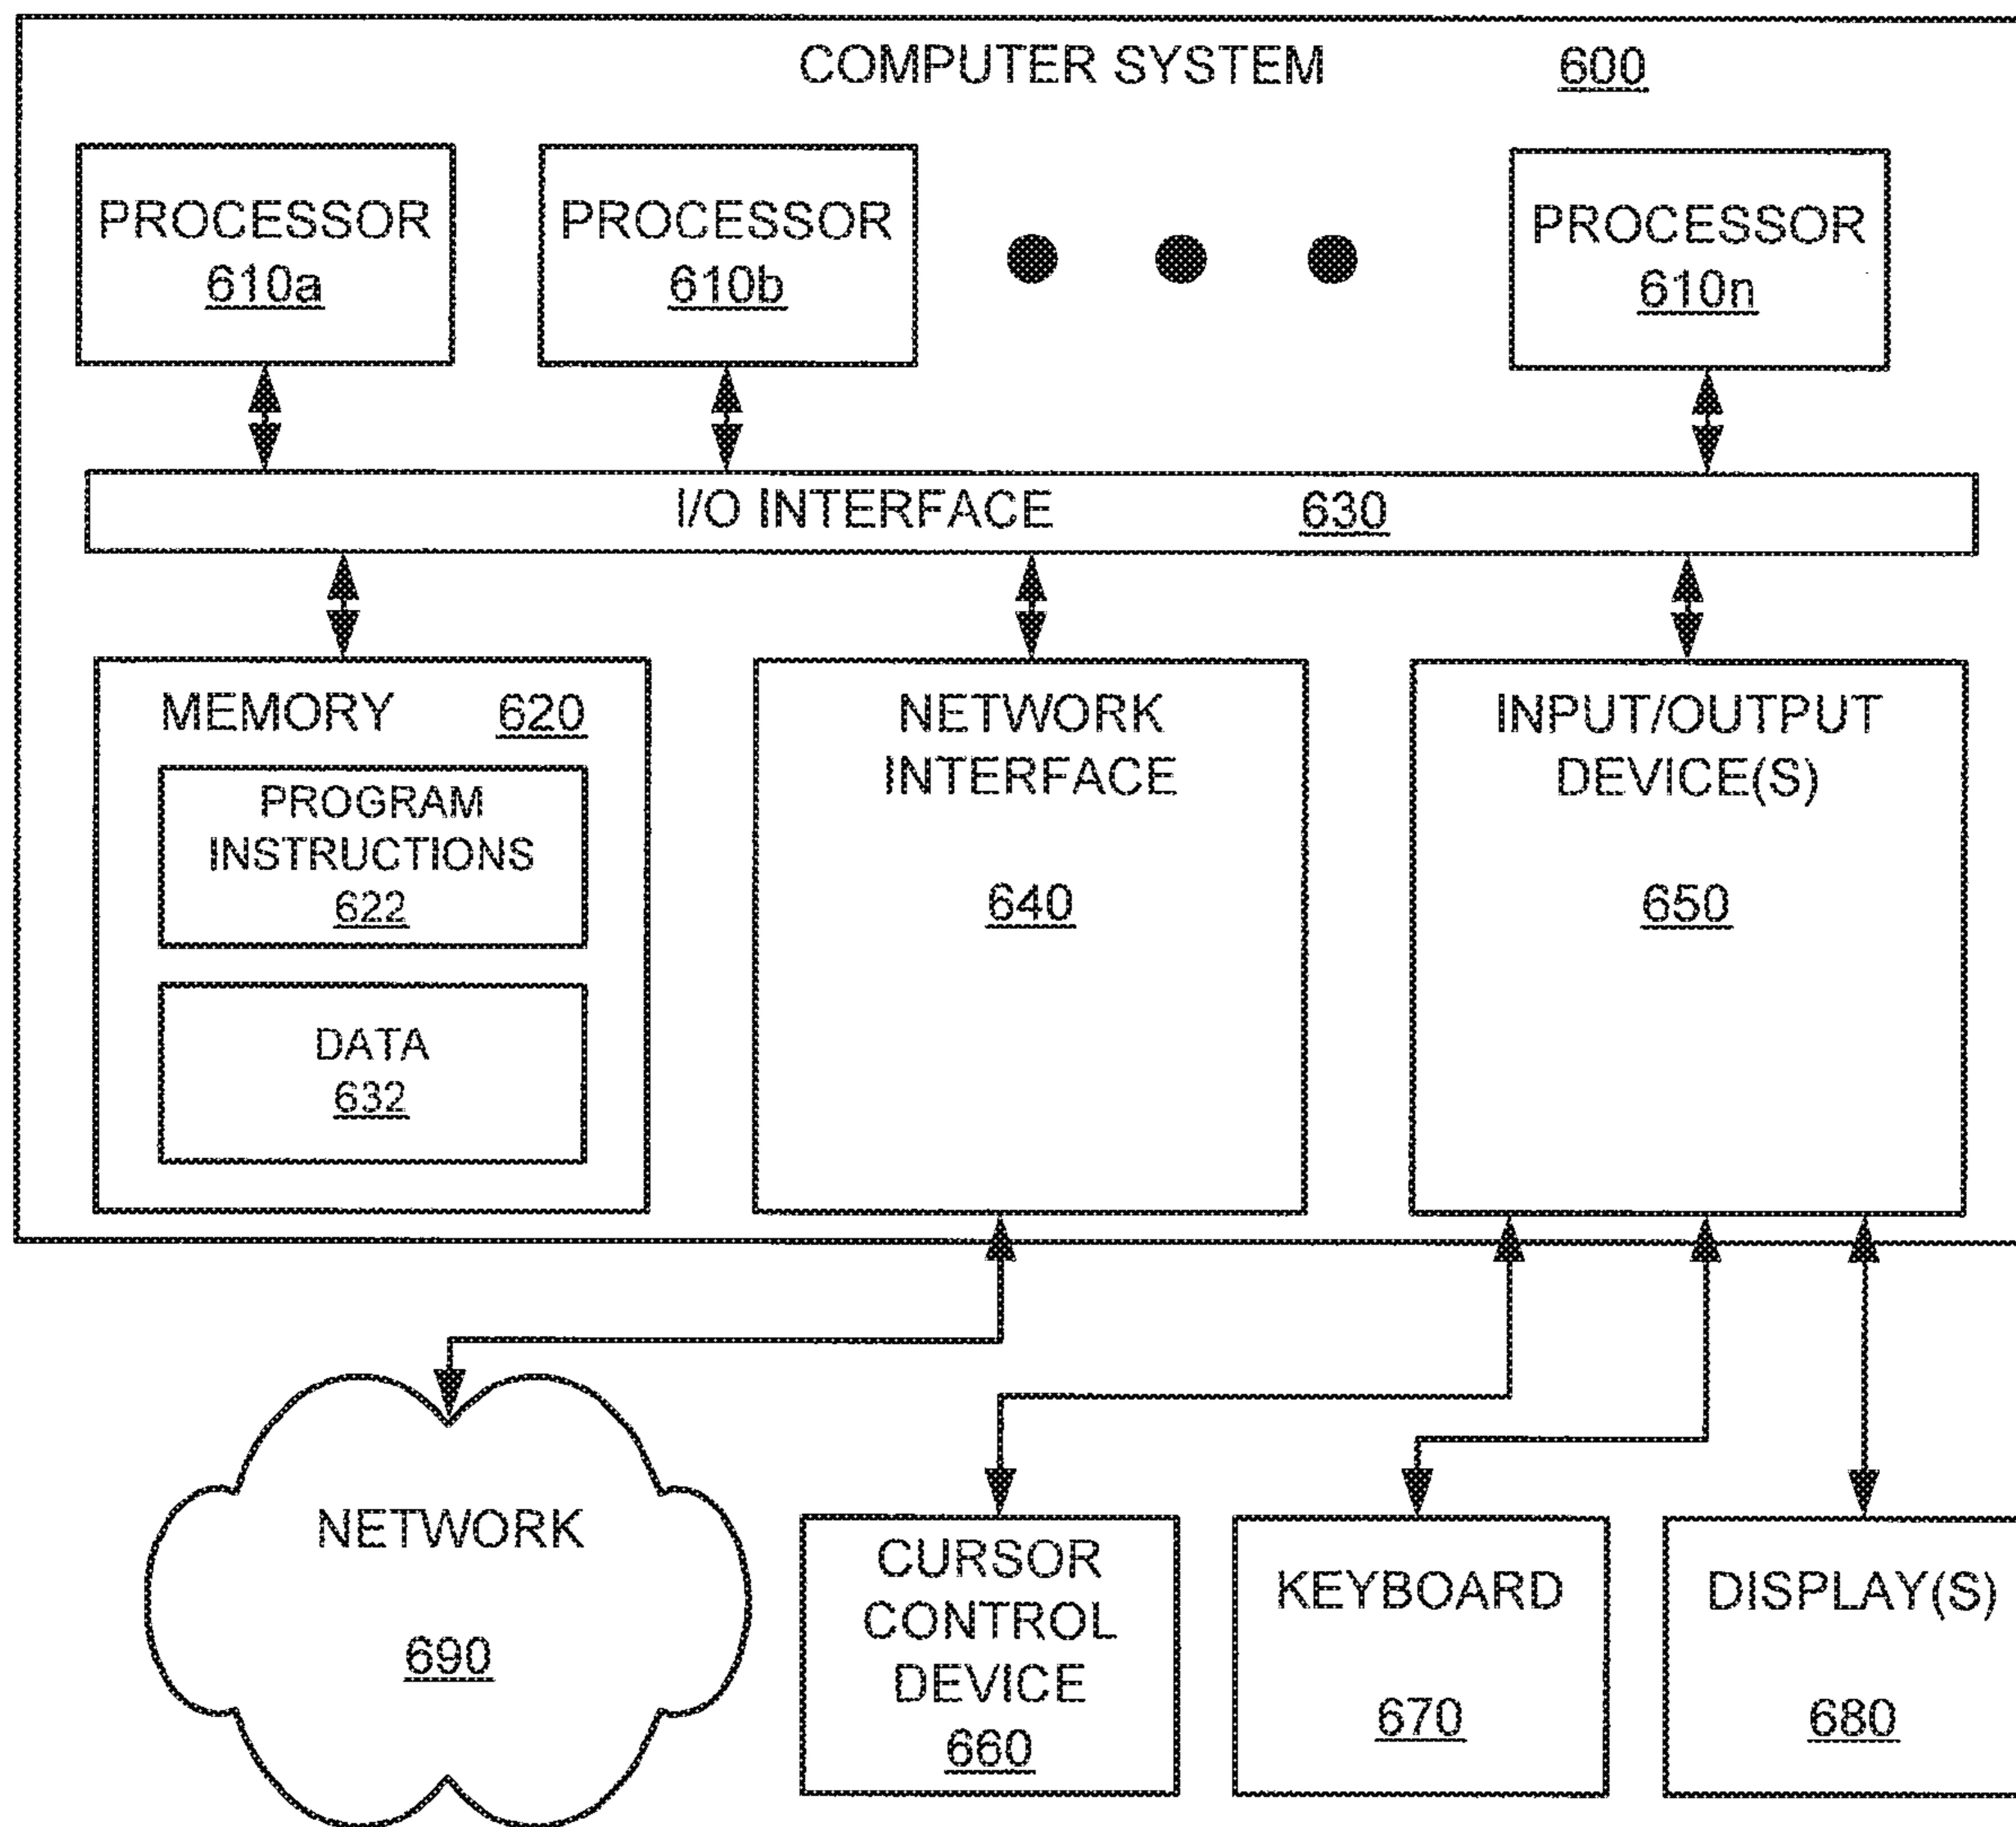 COMPUTER SYSTEM 600
PROCESSOR
610a
PROCESSOR
610b
PROCESSOR
610n
I/O INTERFACE 630
MEMORY 620
PROGRAM
INSTRUCTIONS
622
DATA
632
NETWORK
INTERFACE
640
INPUT/OUTPUT
DEVICE(S)
650
NETWORK
690
CURSOR
CONTROL
DEVICE
660
KEYBOARD
670
DISPLAY(S)
680